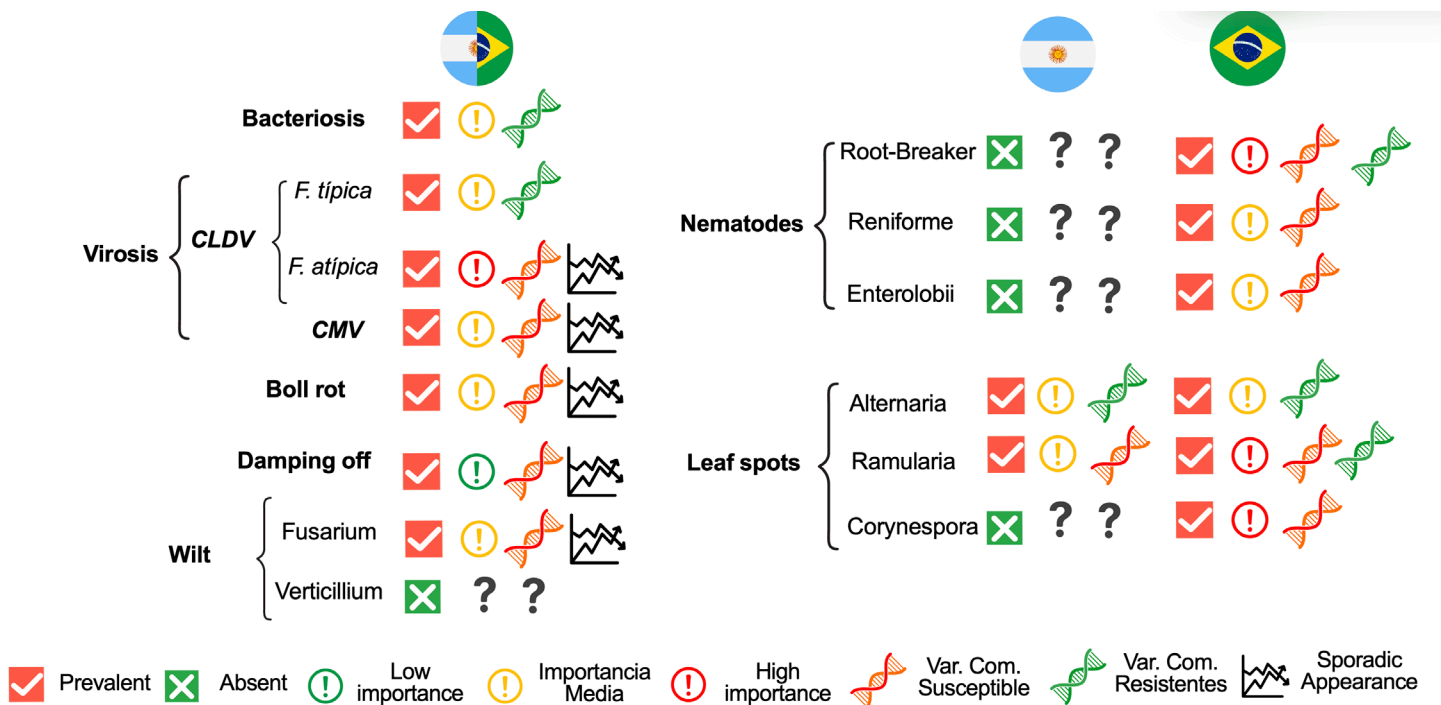 Bacteriosis
Virosis
CLDV
F. típica
F. atípica
CMV
Boll rot
Damping off
Wilt
Fusarium
Verticillium
? ?
Nematodes
Root-Breaker
? ?
Reniforme
? ?
Enterolobii
? ?
Leaf spots
Alternaria
Ramularia
Corynespora
? ?
Prevalent
Absent
Low
importance
Importancia
Media
High
importance
Var. Com.
Susceptible
Var. Com.
Resistentes
Sporadic
Appearance